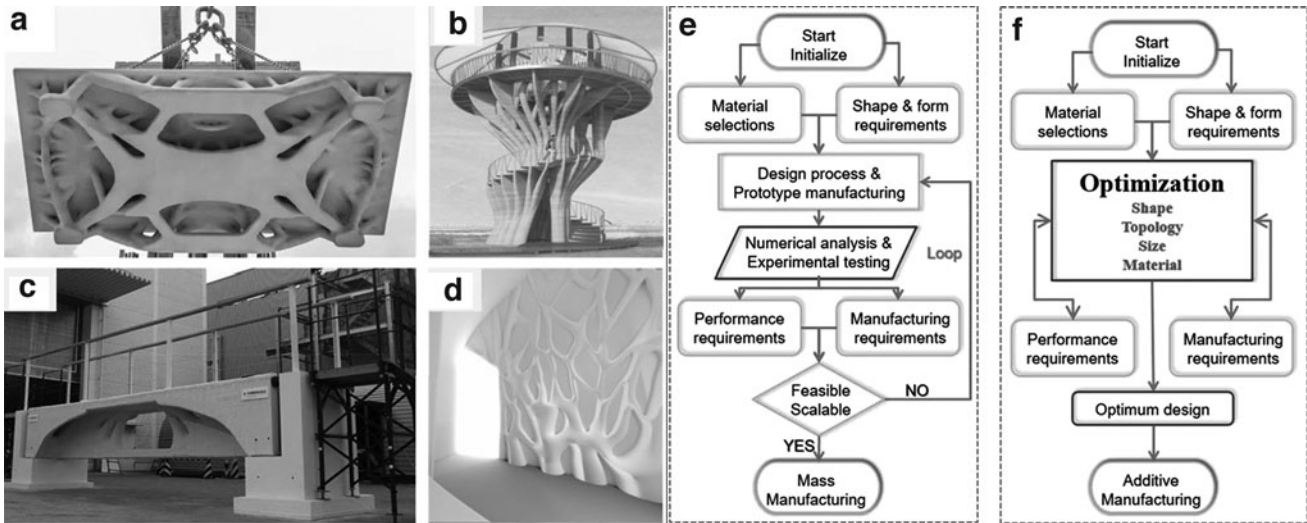 a
b
c
d
e
Start
Initialize
Material
selections
Shape & form
requirements
Design process &
Prototype manufacturing
Numerical analysis &
Experimental testing
Loop
Performance
requirements
Manufacturing
requirements
Feasible
Scalable
NO
YES
Mass
Manufacturing
f
Start
Initialize
Material
selections
Shape & form
requirements
Optimization
Shape
Topology
Size
Material
Performance
requirements
Manufacturing
requirements
Optimum design
Additive
Manufacturing